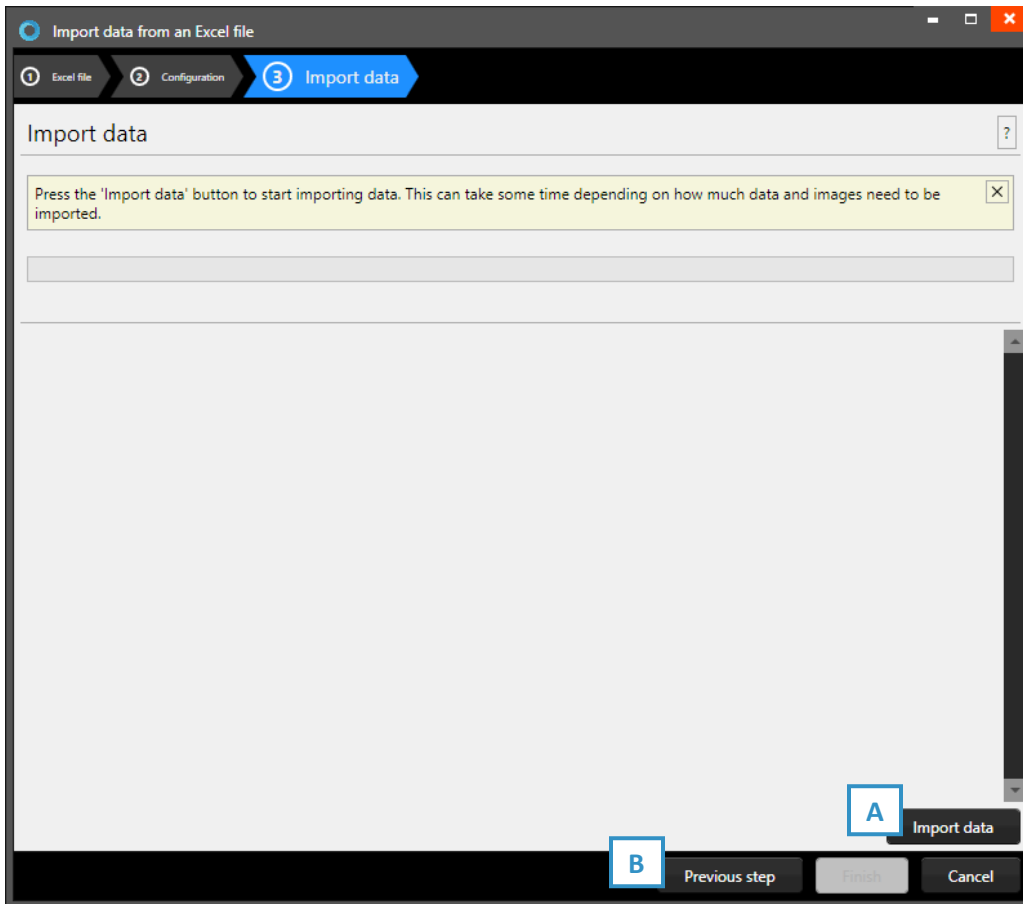 Import data from an Excel file
1 Excel file 2 Configuration 3 Import data
Import data
?
Press the 'Import data' button to start importing data. This can take some time depending on how much data and images need to be
imported.
A
Import data
B
Previous step Finish Cancel